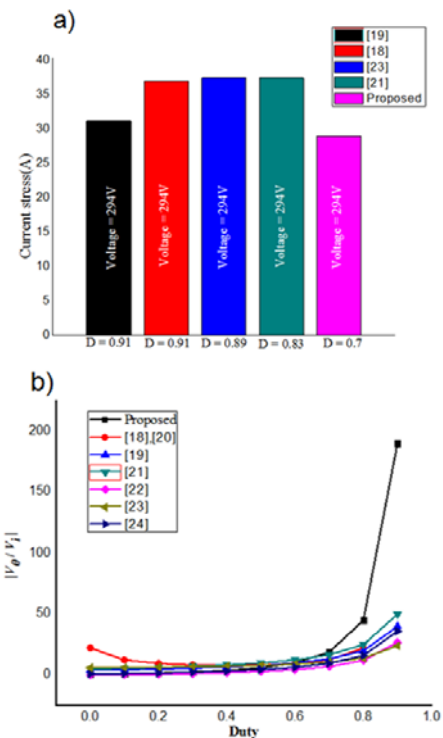 a)
[19]
[18]
[23]
[21]
Proposed
Current stress(A)
40
35
30
25
20
15
10
5
0
Voltage = 294V
Voltage = 294V
Voltage = 294V
Voltage = 294V
Voltage = 294V
D = 0.91
D = 0.91
D = 0.89
D = 0.83
D = 0.7
b)
Proposed
[18],[20]
[19]
[21]
[22]
[23]
[24]
|V0 / Vi|
200
150
100
50
0
0.0
0.2
0.4
0.6
0.8
1.0
Duty